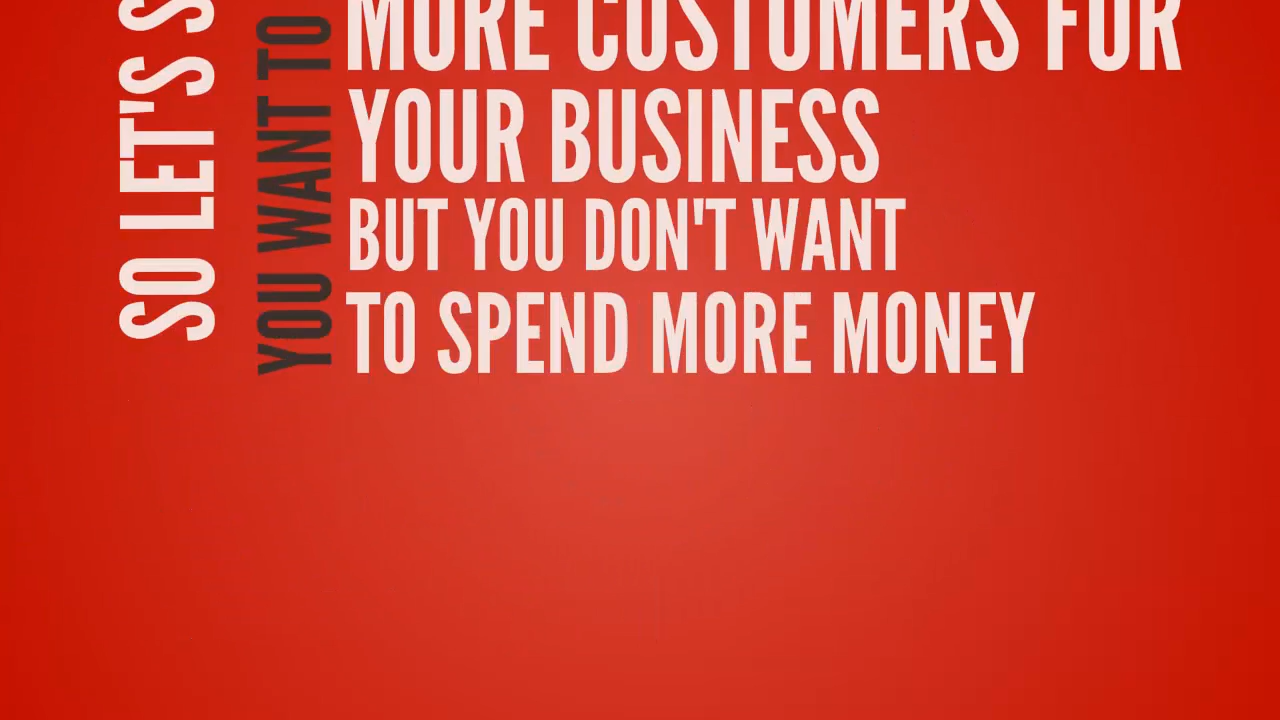 SO LET'S
YOU WANT TO
MORE CUSTOMERS FOR
YOUR BUSINESS
BUT YOU DON'T WANT
TO SPEND MORE MONEY